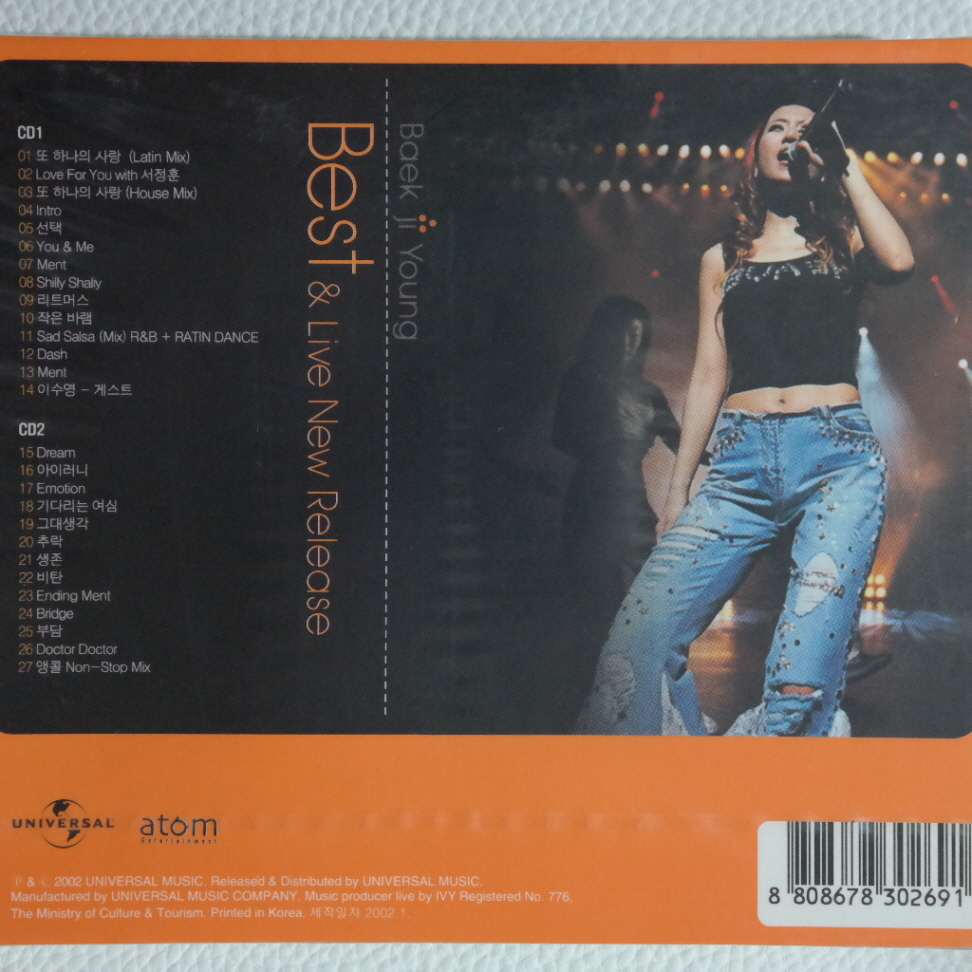 CD1
01 또 하나의 사랑 (Latin Mix)
02 Love For You with 서정훈
03 또 하나의 사랑 (House Mix)
04 Intro
05 선택
06 You & Me
07 Ment
08 Shilly Shaliy
09 리트머스
10 작은 바램
11 Sad Salsa (Mix) R&B + RATIN DANCE
12 Dash
13 Ment
14 이수영 - 게스트
CD2
15 Dream
16 아이러니
17 Emotion
18 기다리는 여심
19 그대생각
20 추락
21 생존
22 비탄
23 Ending Ment
24 Bridge
25 부담
26 Doctor Doctor
27 앵콜 Non-Stop Mix
Best & Live New Release
Baek ji Young
UNIVERSAL
atom
Entertainment
℗ & © 2002 UNIVERSAL MUSIC. Released & Distributed by UNIVERSAL MUSIC.
Manufactured by UNIVERSAL MUSIC COMPANY. Music producer live by IVY Registered No. 776,
The Ministry of Culture & Tourism. Printed in Korea. 제작일자 2002.1.
8 808678 302691